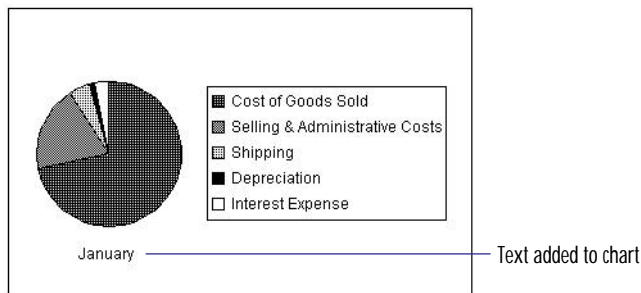 Cost of Goods Sold
Selling & Administrative Costs
Shipping
Depreciation
Interest Expense
January
Text added to chart